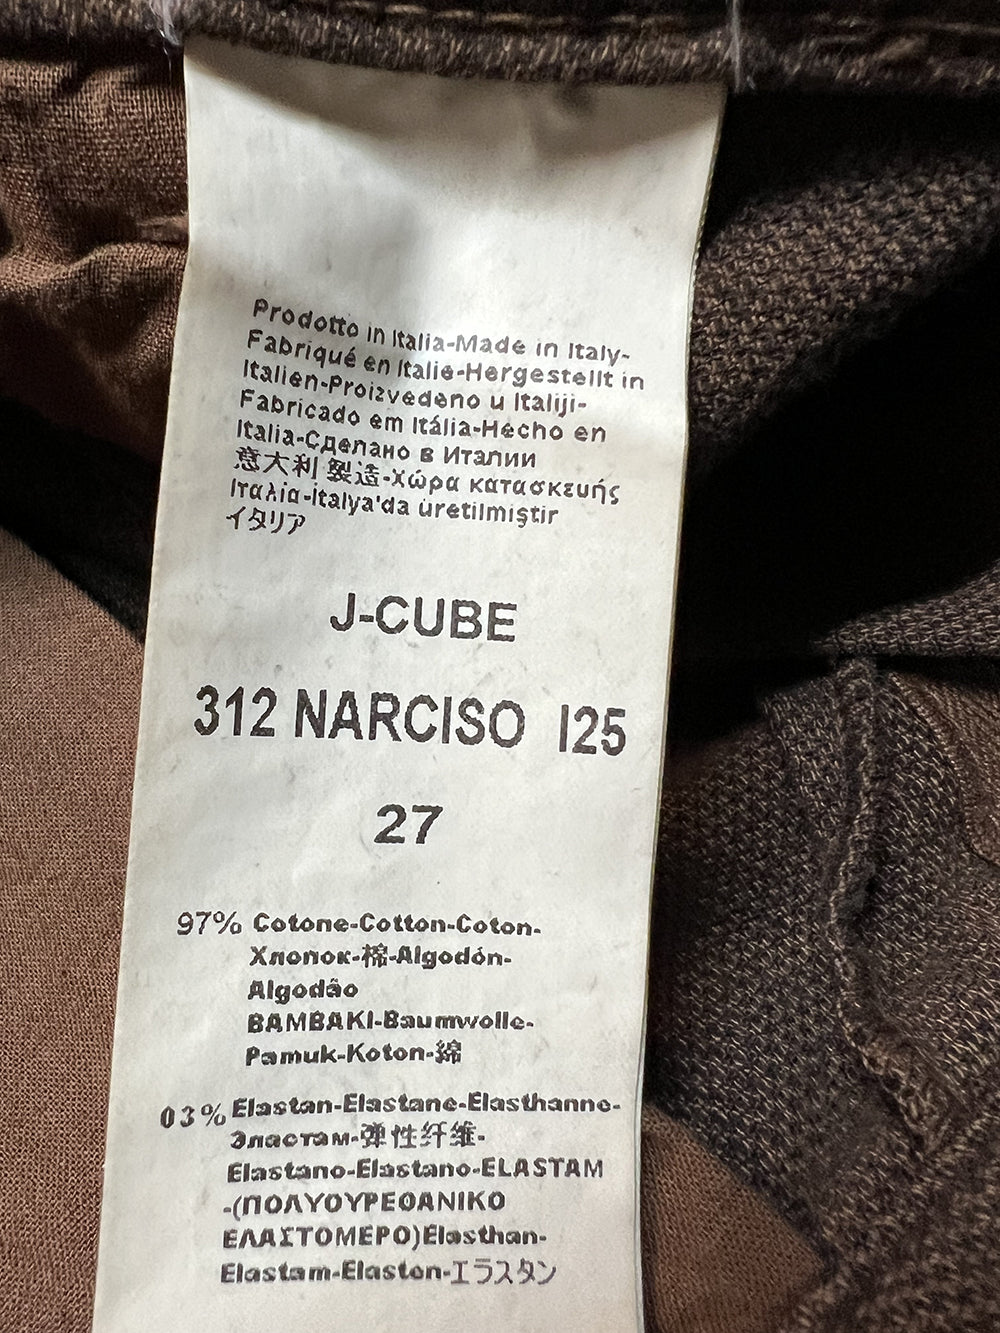 Prodotto in Italia-Made in Italy-
Fabriqué en Italie-Hergestellt in
Italien-Proizvedeno u Italiji-
Fabricado em Itália-Hecho en
Italia-Сделано в Италии
意大利 製造-Χώρα κατασκευής
Ιταλία-İtalya'da üretilmiştir
イタリア
J-CUBE
312 NARCISO I25
27
97% Cotone-Cotton-Coton-
Хлопок-棉-Algodón-
Algodão
BAMBAKI-Baumwolle-
Pamuk-Koton-綿
03% Elastan-Elastane-Elasthanne-
Эластам-弹性纤维-
Elastano-Elastano-ELASTAM
-(ΠΟΛΥΟΥΡΕΘΑΝΙΚΟ
ΕΛΑΣΤΟΜΕΡΟ)Elasthan-
Elastam-Elaston-エラスタン